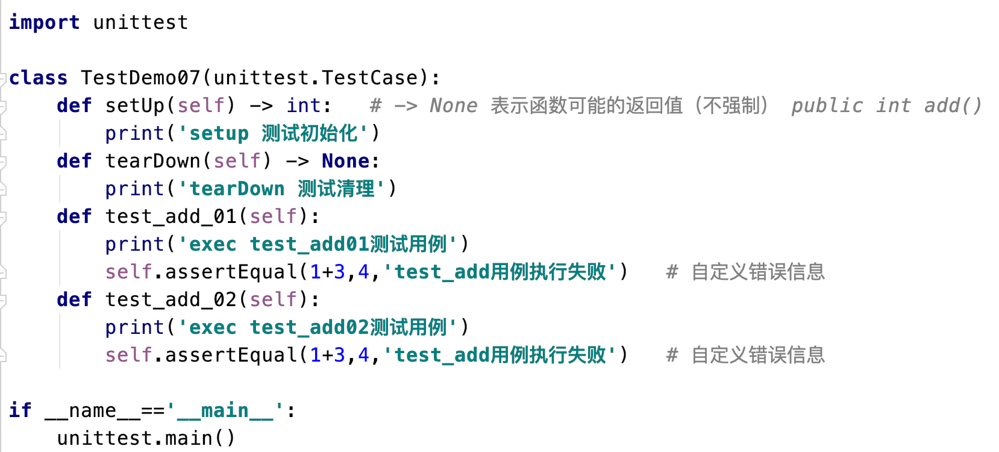 import unittest
class TestDemo07(unittest.TestCase):
    def setUp(self) -> int:   # -> None 表示函数可能的返回值（不强制） public int add()
        print('setup 测试初始化')
    def tearDown(self) -> None:
        print('tearDown 测试清理')
    def test_add_01(self):
        print('exec test_add01测试用例')
        self.assertEqual(1+3,4,'test_add用例执行失败')   # 自定义错误信息
    def test_add_02(self):
        print('exec test_add02测试用例')
        self.assertEqual(1+3,4,'test_add用例执行失败')   # 自定义错误信息
if __name__=='__main__':
    unittest.main()